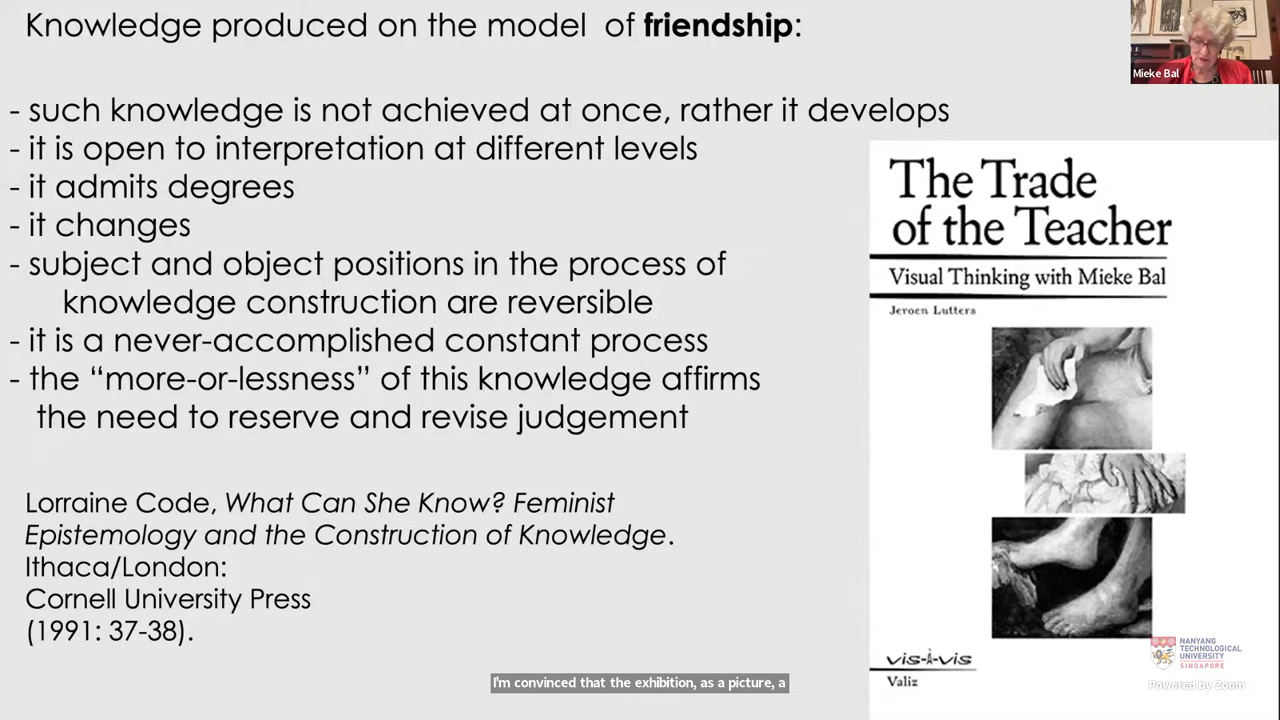 Knowledge produced on the model of friendship:
- such knowledge is not achieved at once, rather it develops
- it is open to interpretation at different levels
- it admits degrees
- it changes
- subject and object positions in the process of
knowledge construction are reversible
- it is a never-accomplished constant process
- the “more-or-lessness” of this knowledge affirms
the need to reserve and revise judgement
Lorraine Code, What Can She Know? Feminist
Epistemology and the Construction of Knowledge.
Ithaca/London:
Cornell University Press
(1991: 37-38).
Mieke Bal
The Trade
of the Teacher
Visual Thinking with Mieke Bal
Jeroen Lutters
vis-à-vis
Valiz
NANYANG
TECHNOLOGICAL
UNIVERSITY
SINGAPORE
Powered by Zoom
I'm convinced that the exhibition, as a picture, a